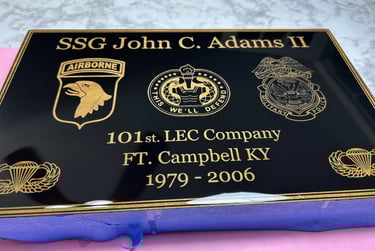 SSG John C. Adams II
AIRBORNE
THIS WE'LL DEFEND
101st. LEC Company
FT. Campbell KY
1979 - 2006